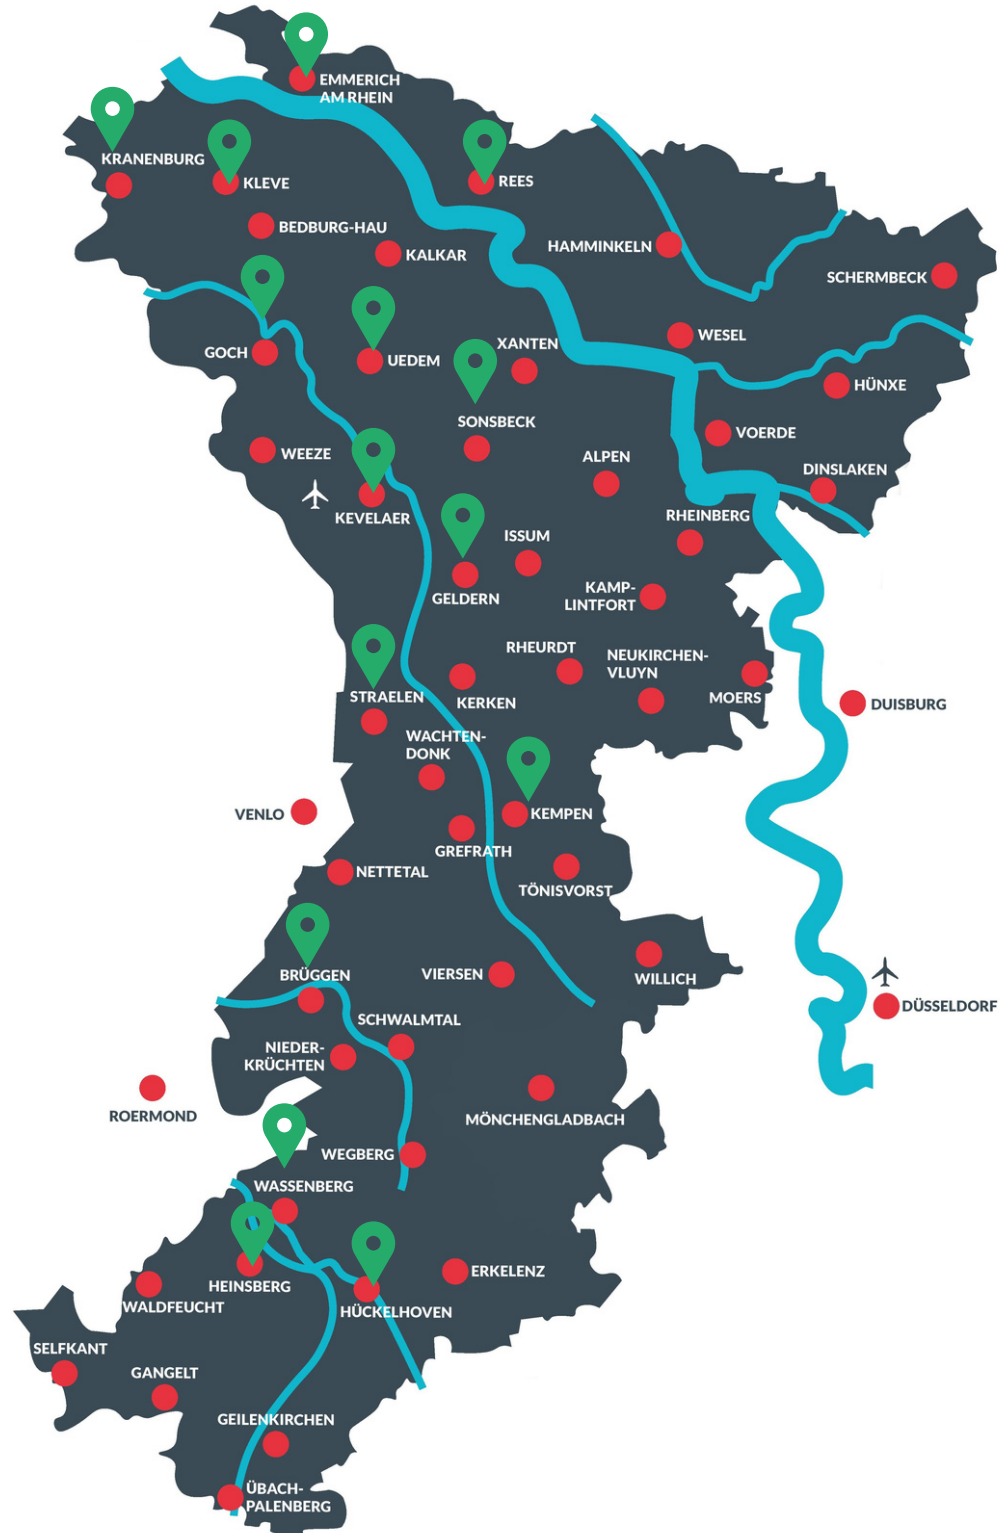 EMMERICH
AM RHEIN
KRANENBURG
KLEVE
REES
BEDBURG-HAU
KALKAR
HAMMINKELN
SCHERMBECK
GOCH
UEDEM
XANTEN
WESEL
HÜNXE
SONSBECK
VOERDE
WEEZE
ALPEN
DINSLAKEN
KEVELAER
RHEINBERG
ISSUM
GELDERN
KAMP-
LINTFORT
RHEURDT
NEUKIRCHEN-
VLUYN
MOERS
DUISBURG
STRAELEN
KERKEN
WACHTEN-
DONK
VENLO
KEMPEN
GREFRATH
NETTETAL
TÖNISVORST
BRÜGGEN
VIERSEN
WILLICH
DÜSSELDORF
SCHWALMTAL
NIEDER-
KRÜCHTEN
ROERMOND
MÖNCHENGLADBACH
WEGBERG
WASSENBERG
HEINSBERG
ERKELENZ
WALDFEUCHT
HÜCKELHOVEN
SELFKANT
GANGELT
GEILENKIRCHEN
ÜBACH-
PALENBERG